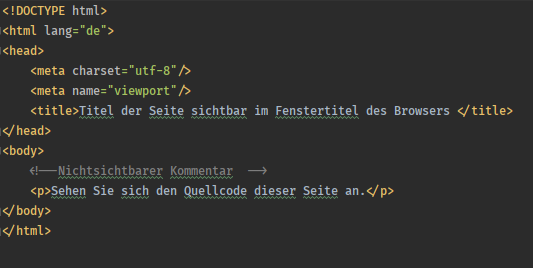 <!DOCTYPE html>
<html lang="de">
<head>
<meta charset="utf-8"/>
<meta name="viewport"/>
<title>Titel der Seite sichtbar im Fenstertitel des Browsers </title>
</head>
<body>
<!--Nichtsichtbarer Kommentar  -->
<p>Sehen Sie sich den Quellcode dieser Seite an.</p>
</body>
</html>